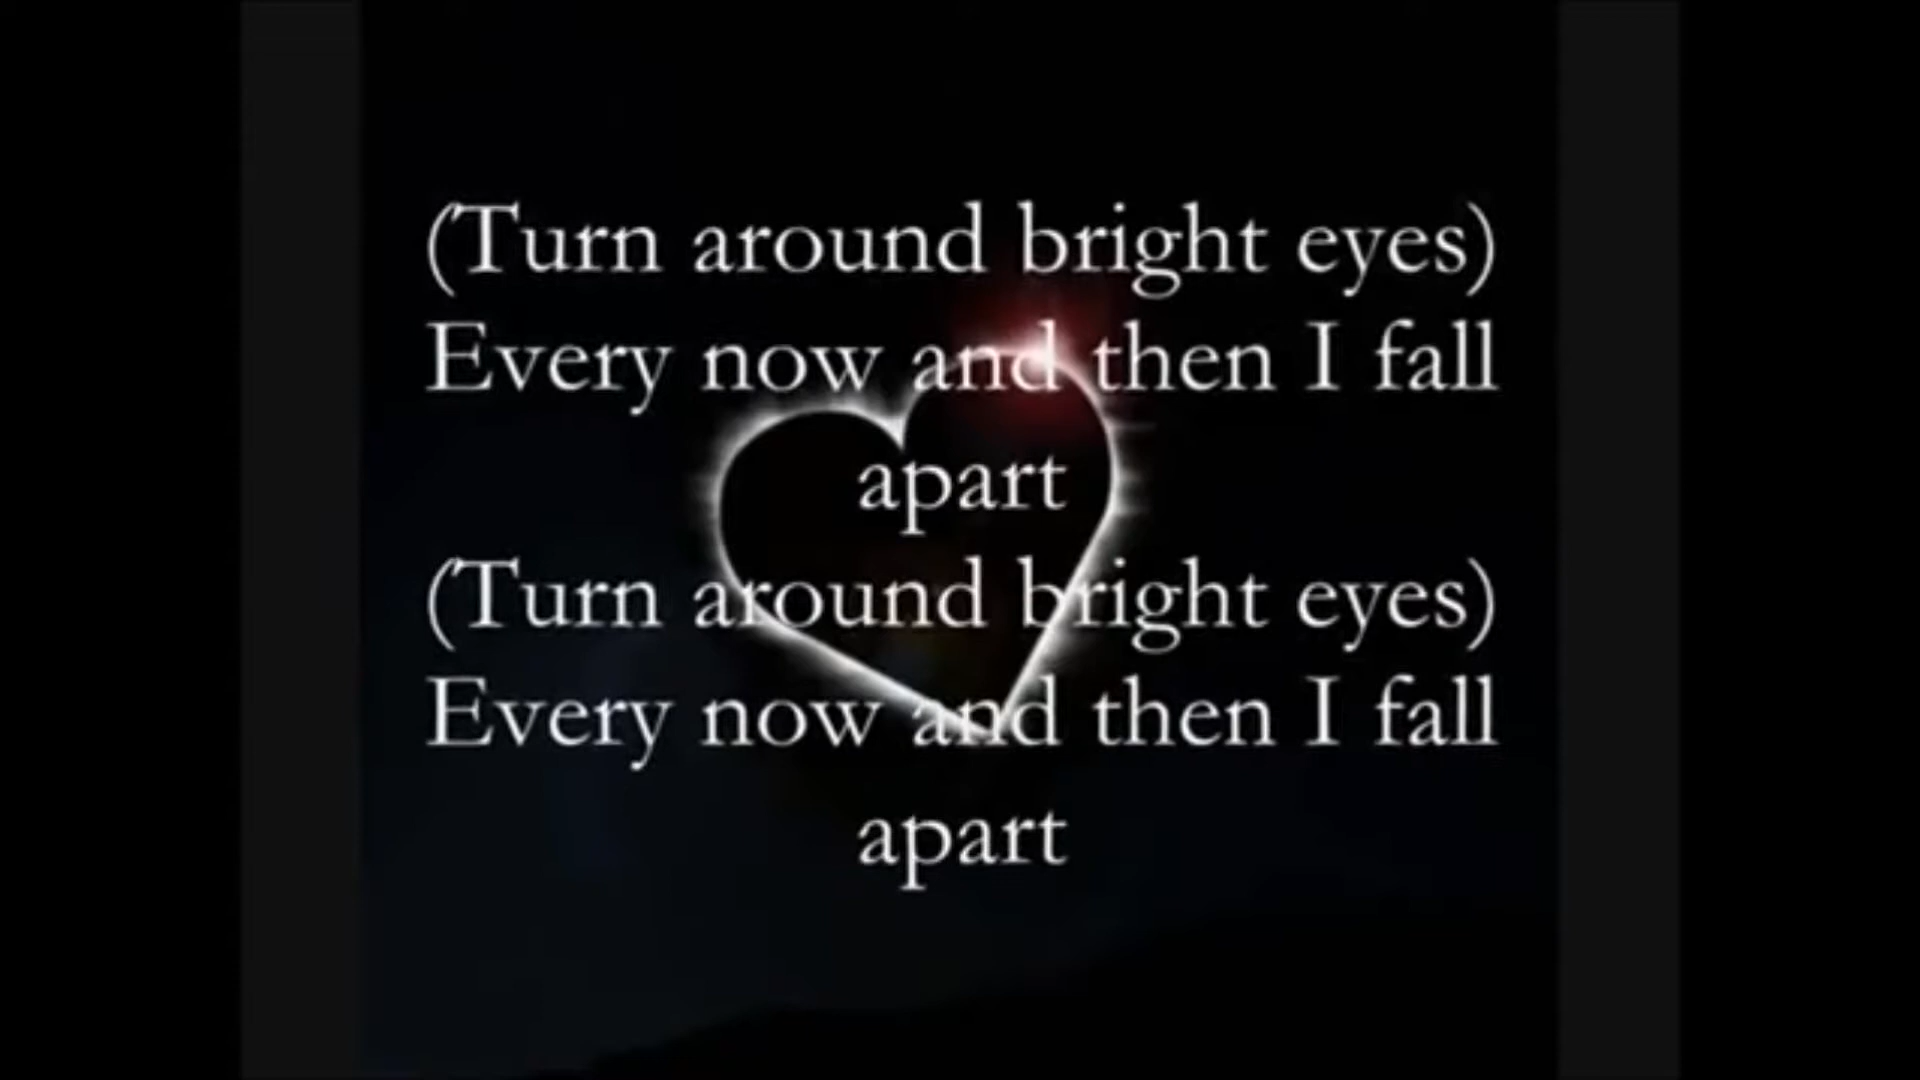 (Turn around bright eyes)
Every now and then I fall
apart
(Turn around bright eyes)
Every now and then I fall
apart